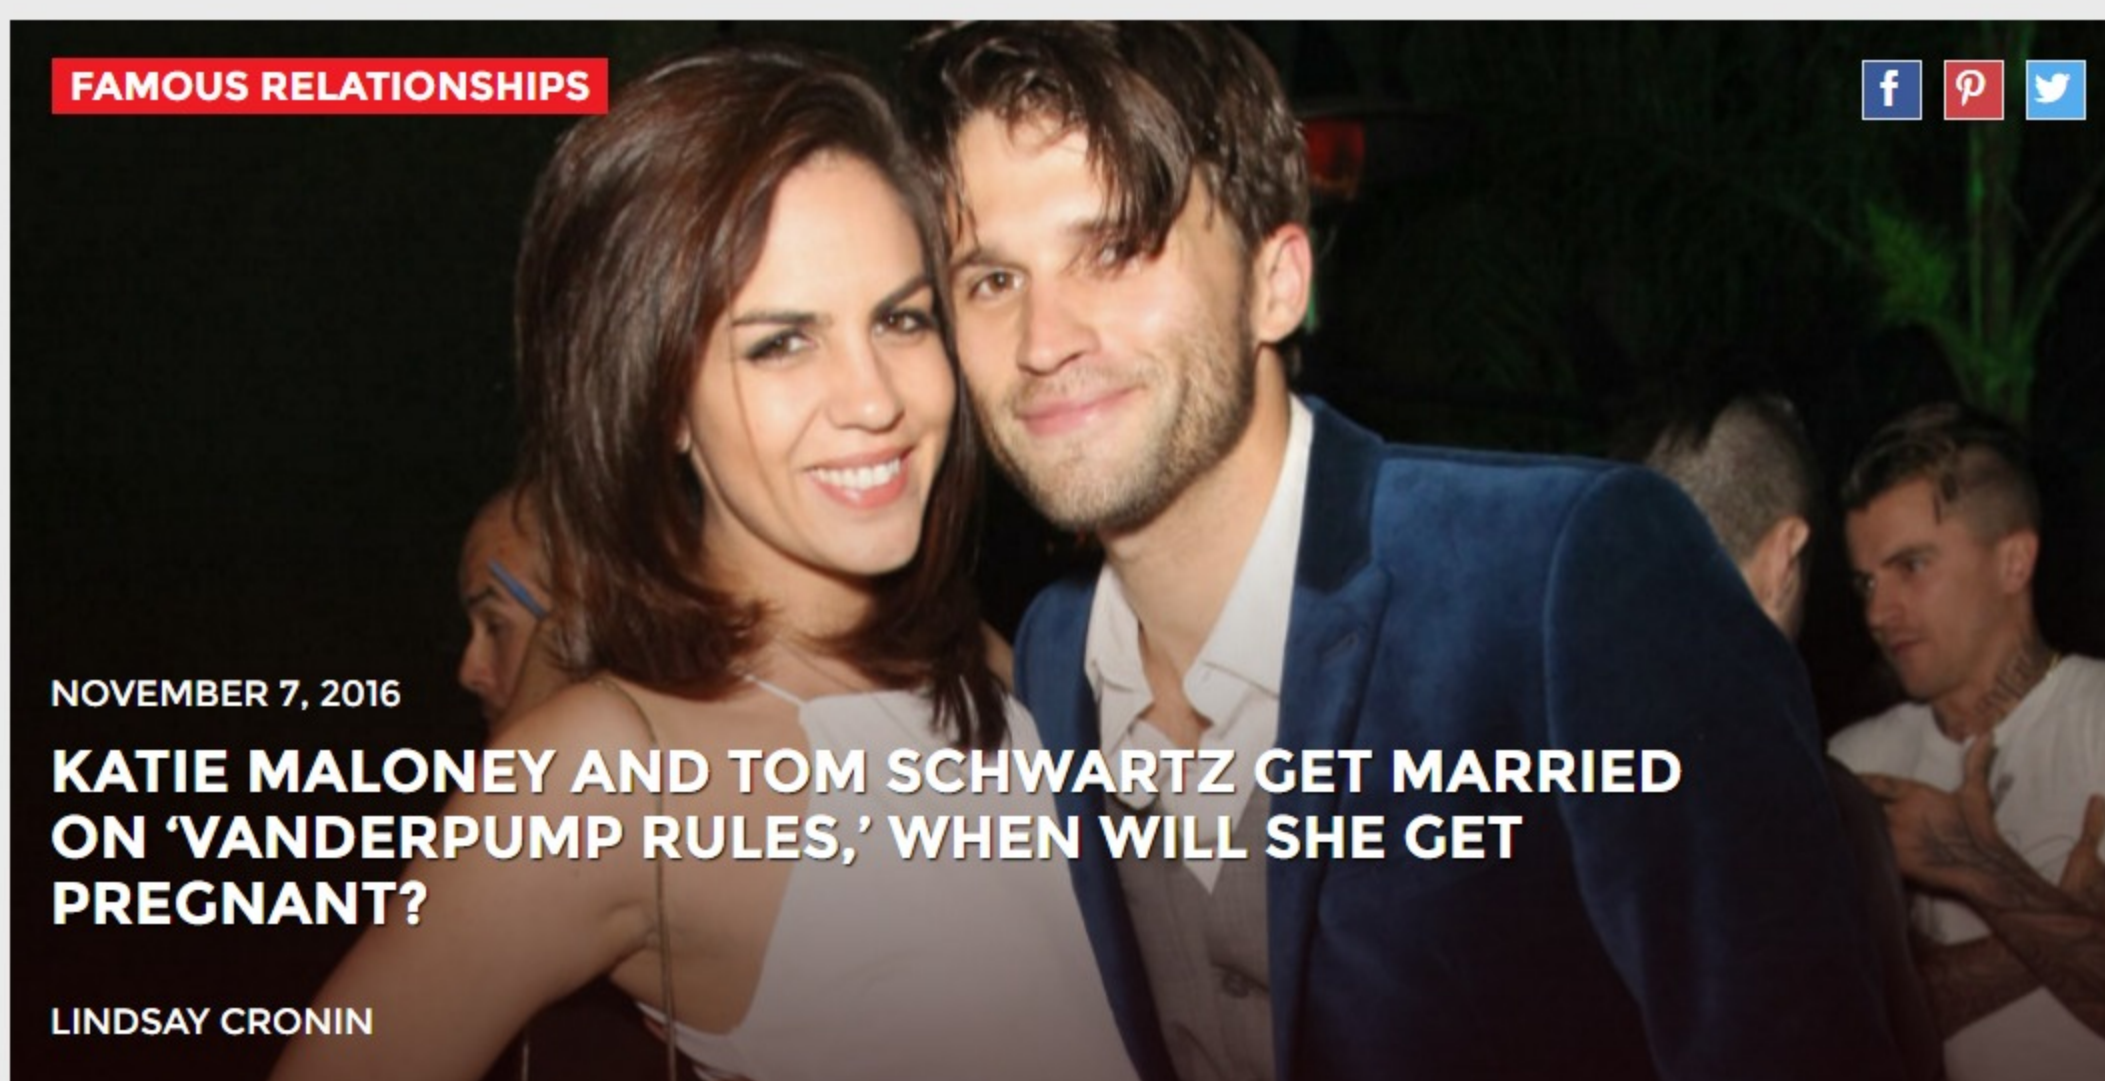 FAMOUS RELATIONSHIPS
NOVEMBER 7, 2016
KATIE MALONEY AND TOM SCHWARTZ GET MARRIED
ON ‘VANDERPUMP RULES,’ WHEN WILL SHE GET
PREGNANT?
LINDSAY CRONIN